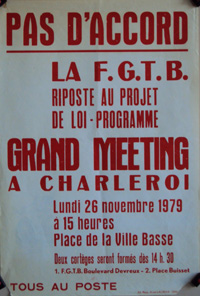 PAS D'ACCORD
LA F.G.T.B.
RIPOSTE AU PROJET
DE LOI-PROGRAMME
GRAND MEETING
A CHARLEROI
Lundi 26 novembre 1979
à 15 heures
Place de la Ville Basse
Deux cortèges seront formés dès 14 h. 30
1. F.G.T.B. Boulevard Devreux - 2. Place Buisset
TOUS AU POSTE